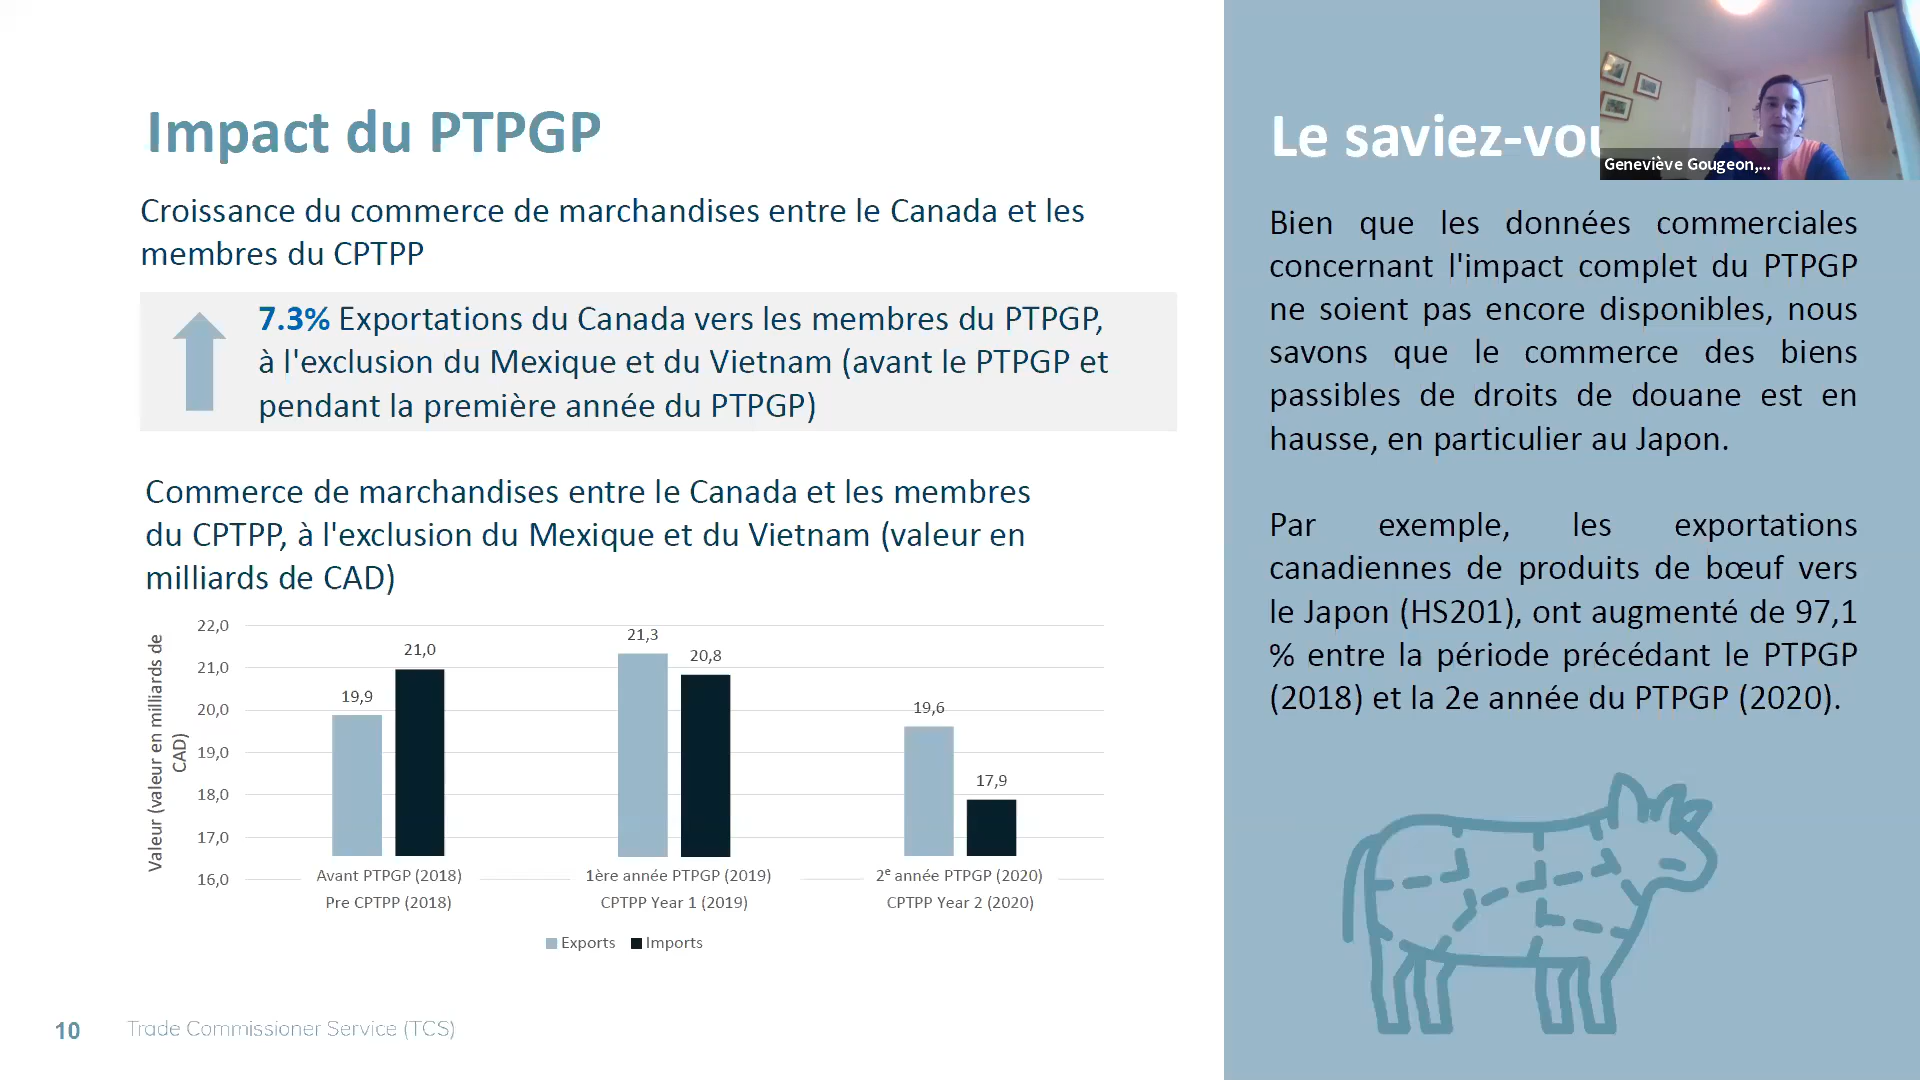 Impact du PTPGP
Croissance du commerce de marchandises entre le Canada et les
membres du CPTPP
7.3% Exportations du Canada vers les membres du PTPGP,
à l'exclusion du Mexique et du Vietnam (avant le PTPGP et
pendant la première année du PTPGP)
Commerce de marchandises entre le Canada et les membres
du CPTPP, à l'exclusion du Mexique et du Vietnam (valeur en
milliards de CAD)
Valeur (valeur en milliards de
CAD)
22,0
21,0
20,0
19,0
18,0
17,0
16,0
19,9
21,0
21,3
20,8
19,6
17,9
Avant PTPGP (2018)
Pre CPTPP (2018)
1ère année PTPGP (2019)
CPTPP Year 1 (2019)
2e année PTPGP (2020)
CPTPP Year 2 (2020)
Exports Imports
10 Trade Commissioner Service (TCS)
Le saviez-vou
Geneviève Gougeon,...
Bien que les données commerciales
concernant l'impact complet du PTPGP
ne soient pas encore disponibles, nous
savons que le commerce des biens
passibles de droits de douane est en
hausse, en particulier au Japon.
Par exemple, les exportations
canadiennes de produits de bœuf vers
le Japon (HS201), ont augmenté de 97,1
% entre la période précédant le PTPGP
(2018) et la 2e année du PTPGP (2020).